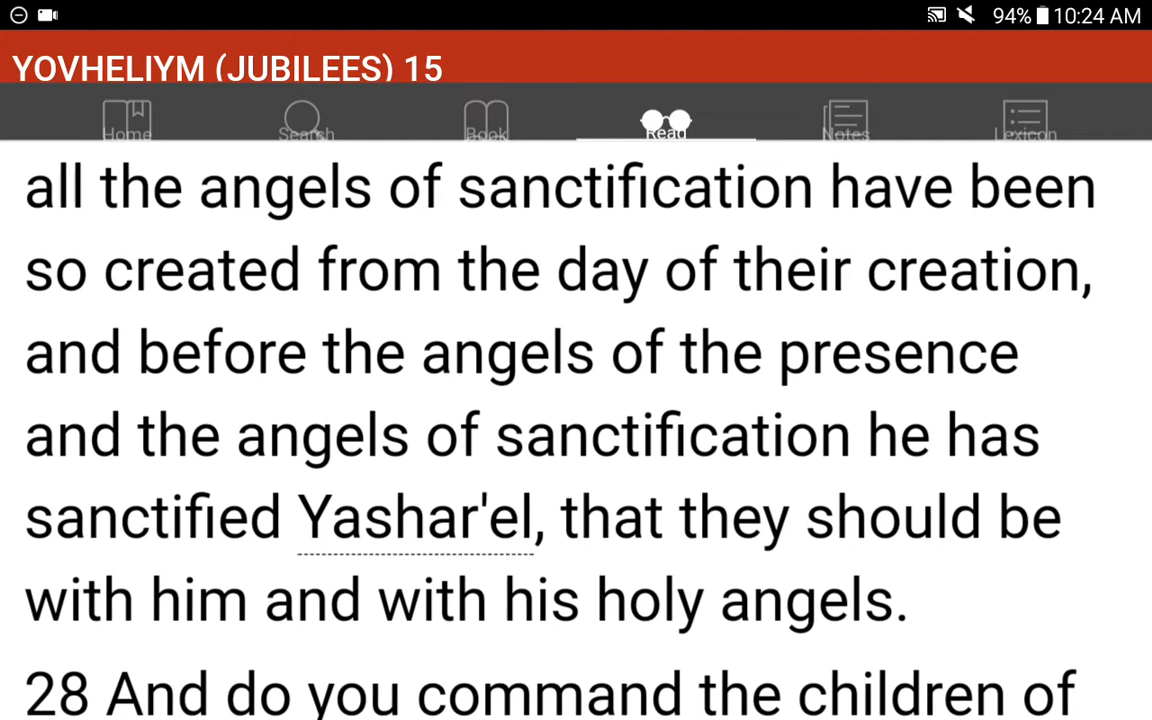 94% 10:24 AM
YOVHELIYM (JUBILEES) 15
Home Search Book Read Notes Lexicon
all the angels of sanctification have been
so created from the day of their creation,
and before the angels of the presence
and the angels of sanctification he has
sanctified Yashar'el, that they should be
with him and with his holy angels.
28 And do you command the children of